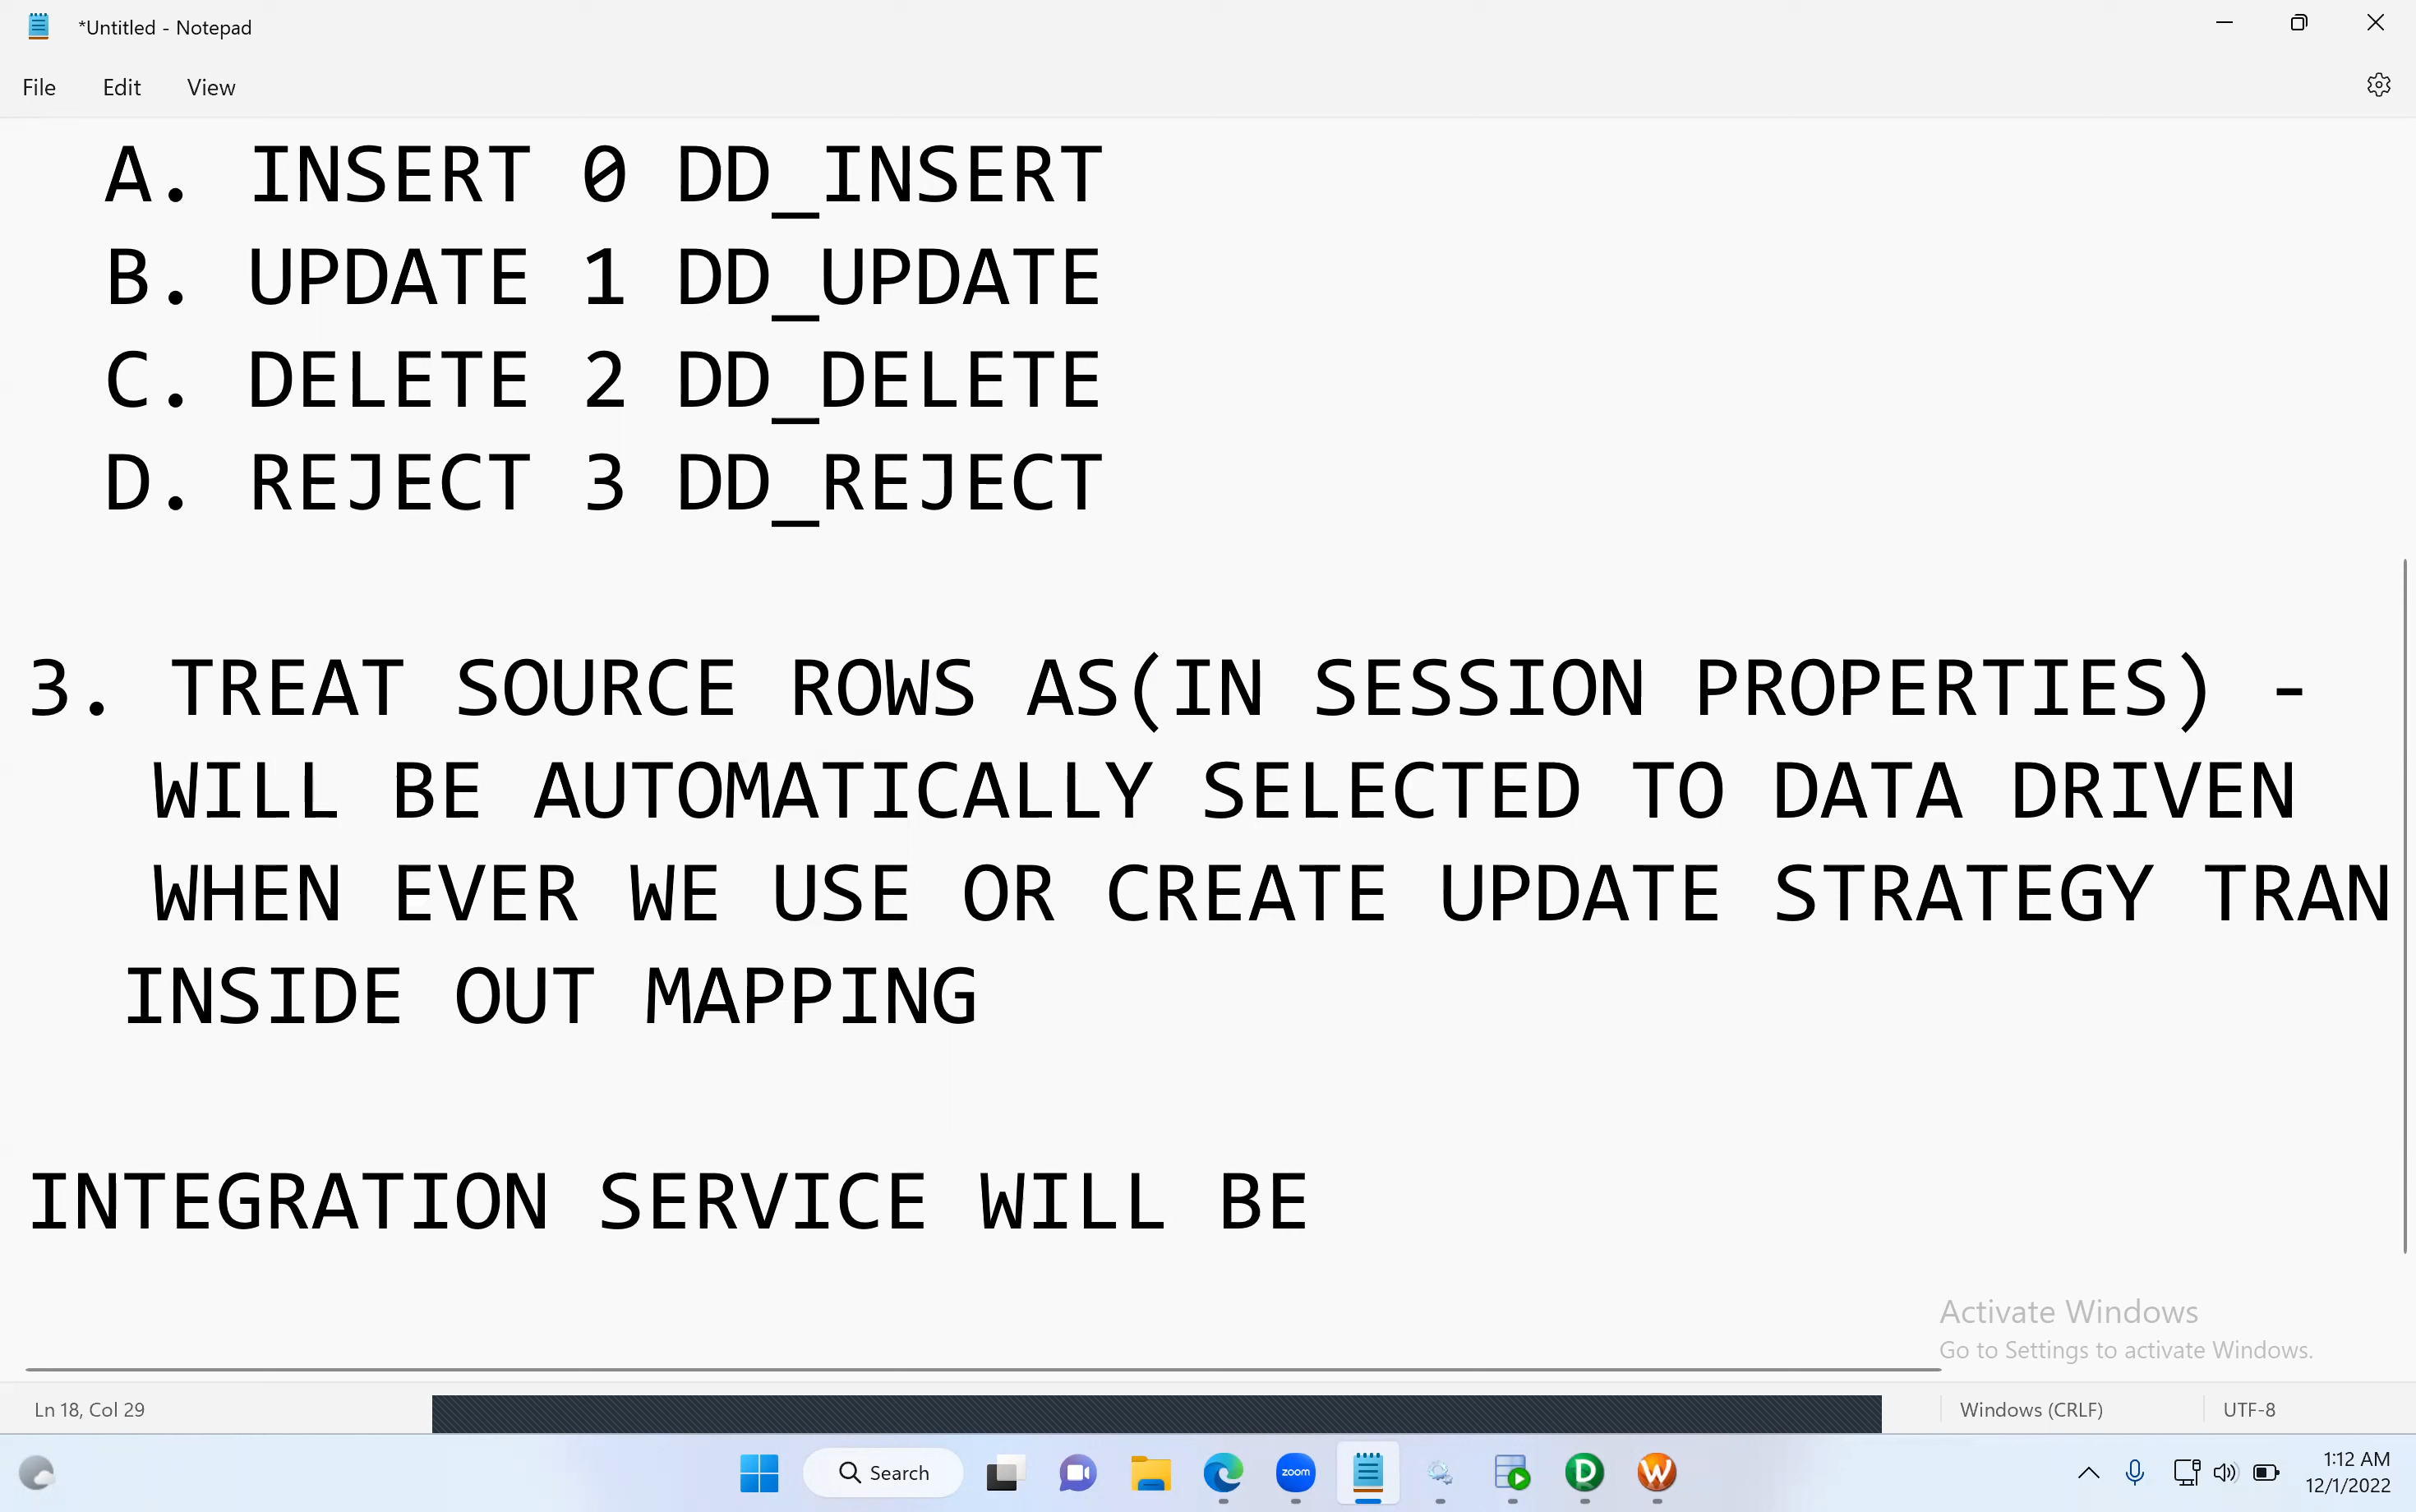 *Untitled - Notepad
File Edit View
A. INSERT 0 DD_INSERT
B. UPDATE 1 DD_UPDATE
C. DELETE 2 DD_DELETE
D. REJECT 3 DD_REJECT
3. TREAT SOURCE ROWS AS(IN SESSION PROPERTIES) -
WILL BE AUTOMATICALLY SELECTED TO DATA DRIVEN
WHEN EVER WE USE OR CREATE UPDATE STRATEGY TRAN
INSIDE OUT MAPPING
INTEGRATION SERVICE WILL BE
Activate Windows
Go to Settings to activate Windows.
Ln 18, Col 29 Windows (CRLF) UTF-8
Search zoom D W 1:12 AM
12/1/2022